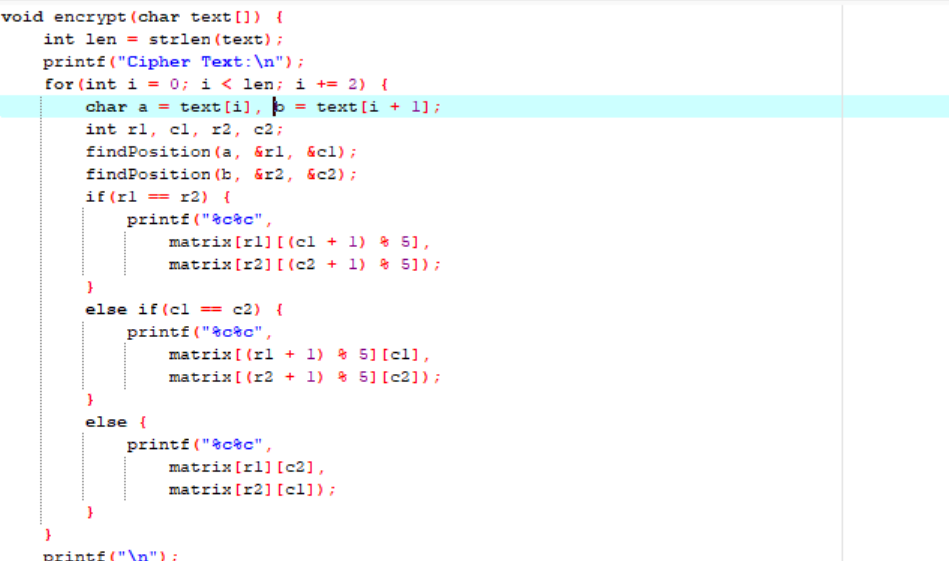 void encrypt(char text[]) {
    int len = strlen(text);
    printf("Cipher Text:\n");
    for(int i = 0; i < len; i += 2) {
        char a = text[i], b = text[i + 1];
        int r1, c1, r2, c2;
        findPosition(a, &r1, &c1);
        findPosition(b, &r2, &c2);
        if(r1 == r2) {
            printf("%c%c",
                matrix[r1][(c1 + 1) % 5],
                matrix[r2][(c2 + 1) % 5]);
        }
        else if(c1 == c2) {
            printf("%c%c",
                matrix[(r1 + 1) % 5][c1],
                matrix[(r2 + 1) % 5][c2]);
        }
        else {
            printf("%c%c",
                matrix[r1][c2],
                matrix[r2][c1]);
        }
    }
    printf("\n");